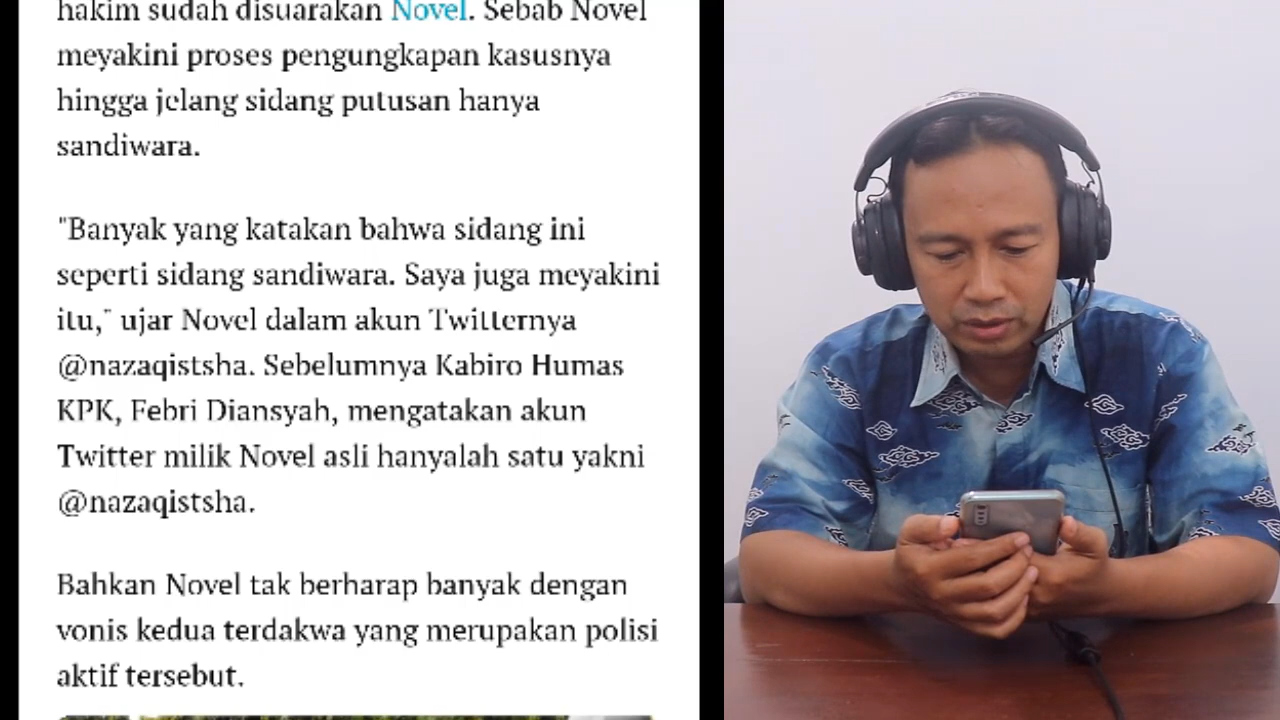 hakim sudah disuarakan Novel. Sebab Novel
meyakini proses pengungkapan kasusnya
hingga jelang sidang putusan hanya
sandiwara.
"Banyak yang katakan bahwa sidang ini
seperti sidang sandiwara. Saya juga meyakini
itu," ujar Novel dalam akun Twitternya
@nazaqistsha. Sebelumnya Kabiro Humas
KPK, Febri Diansyah, mengatakan akun
Twitter milik Novel asli hanyalah satu yakni
@nazaqistsha.
Bahkan Novel tak berharap banyak dengan
vonis kedua terdakwa yang merupakan polisi
aktif tersebut.